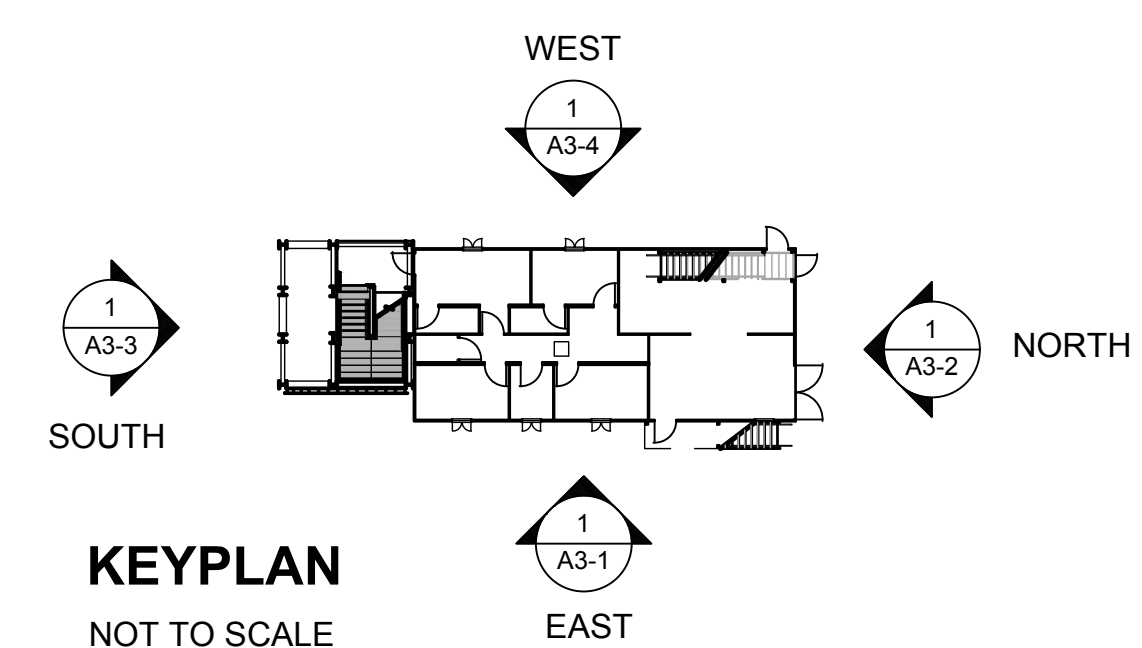 WEST
1
A3-4
1
A3-3
SOUTH
1
A3-2
NORTH
1
A3-1
EAST
KEYPLAN
NOT TO SCALE